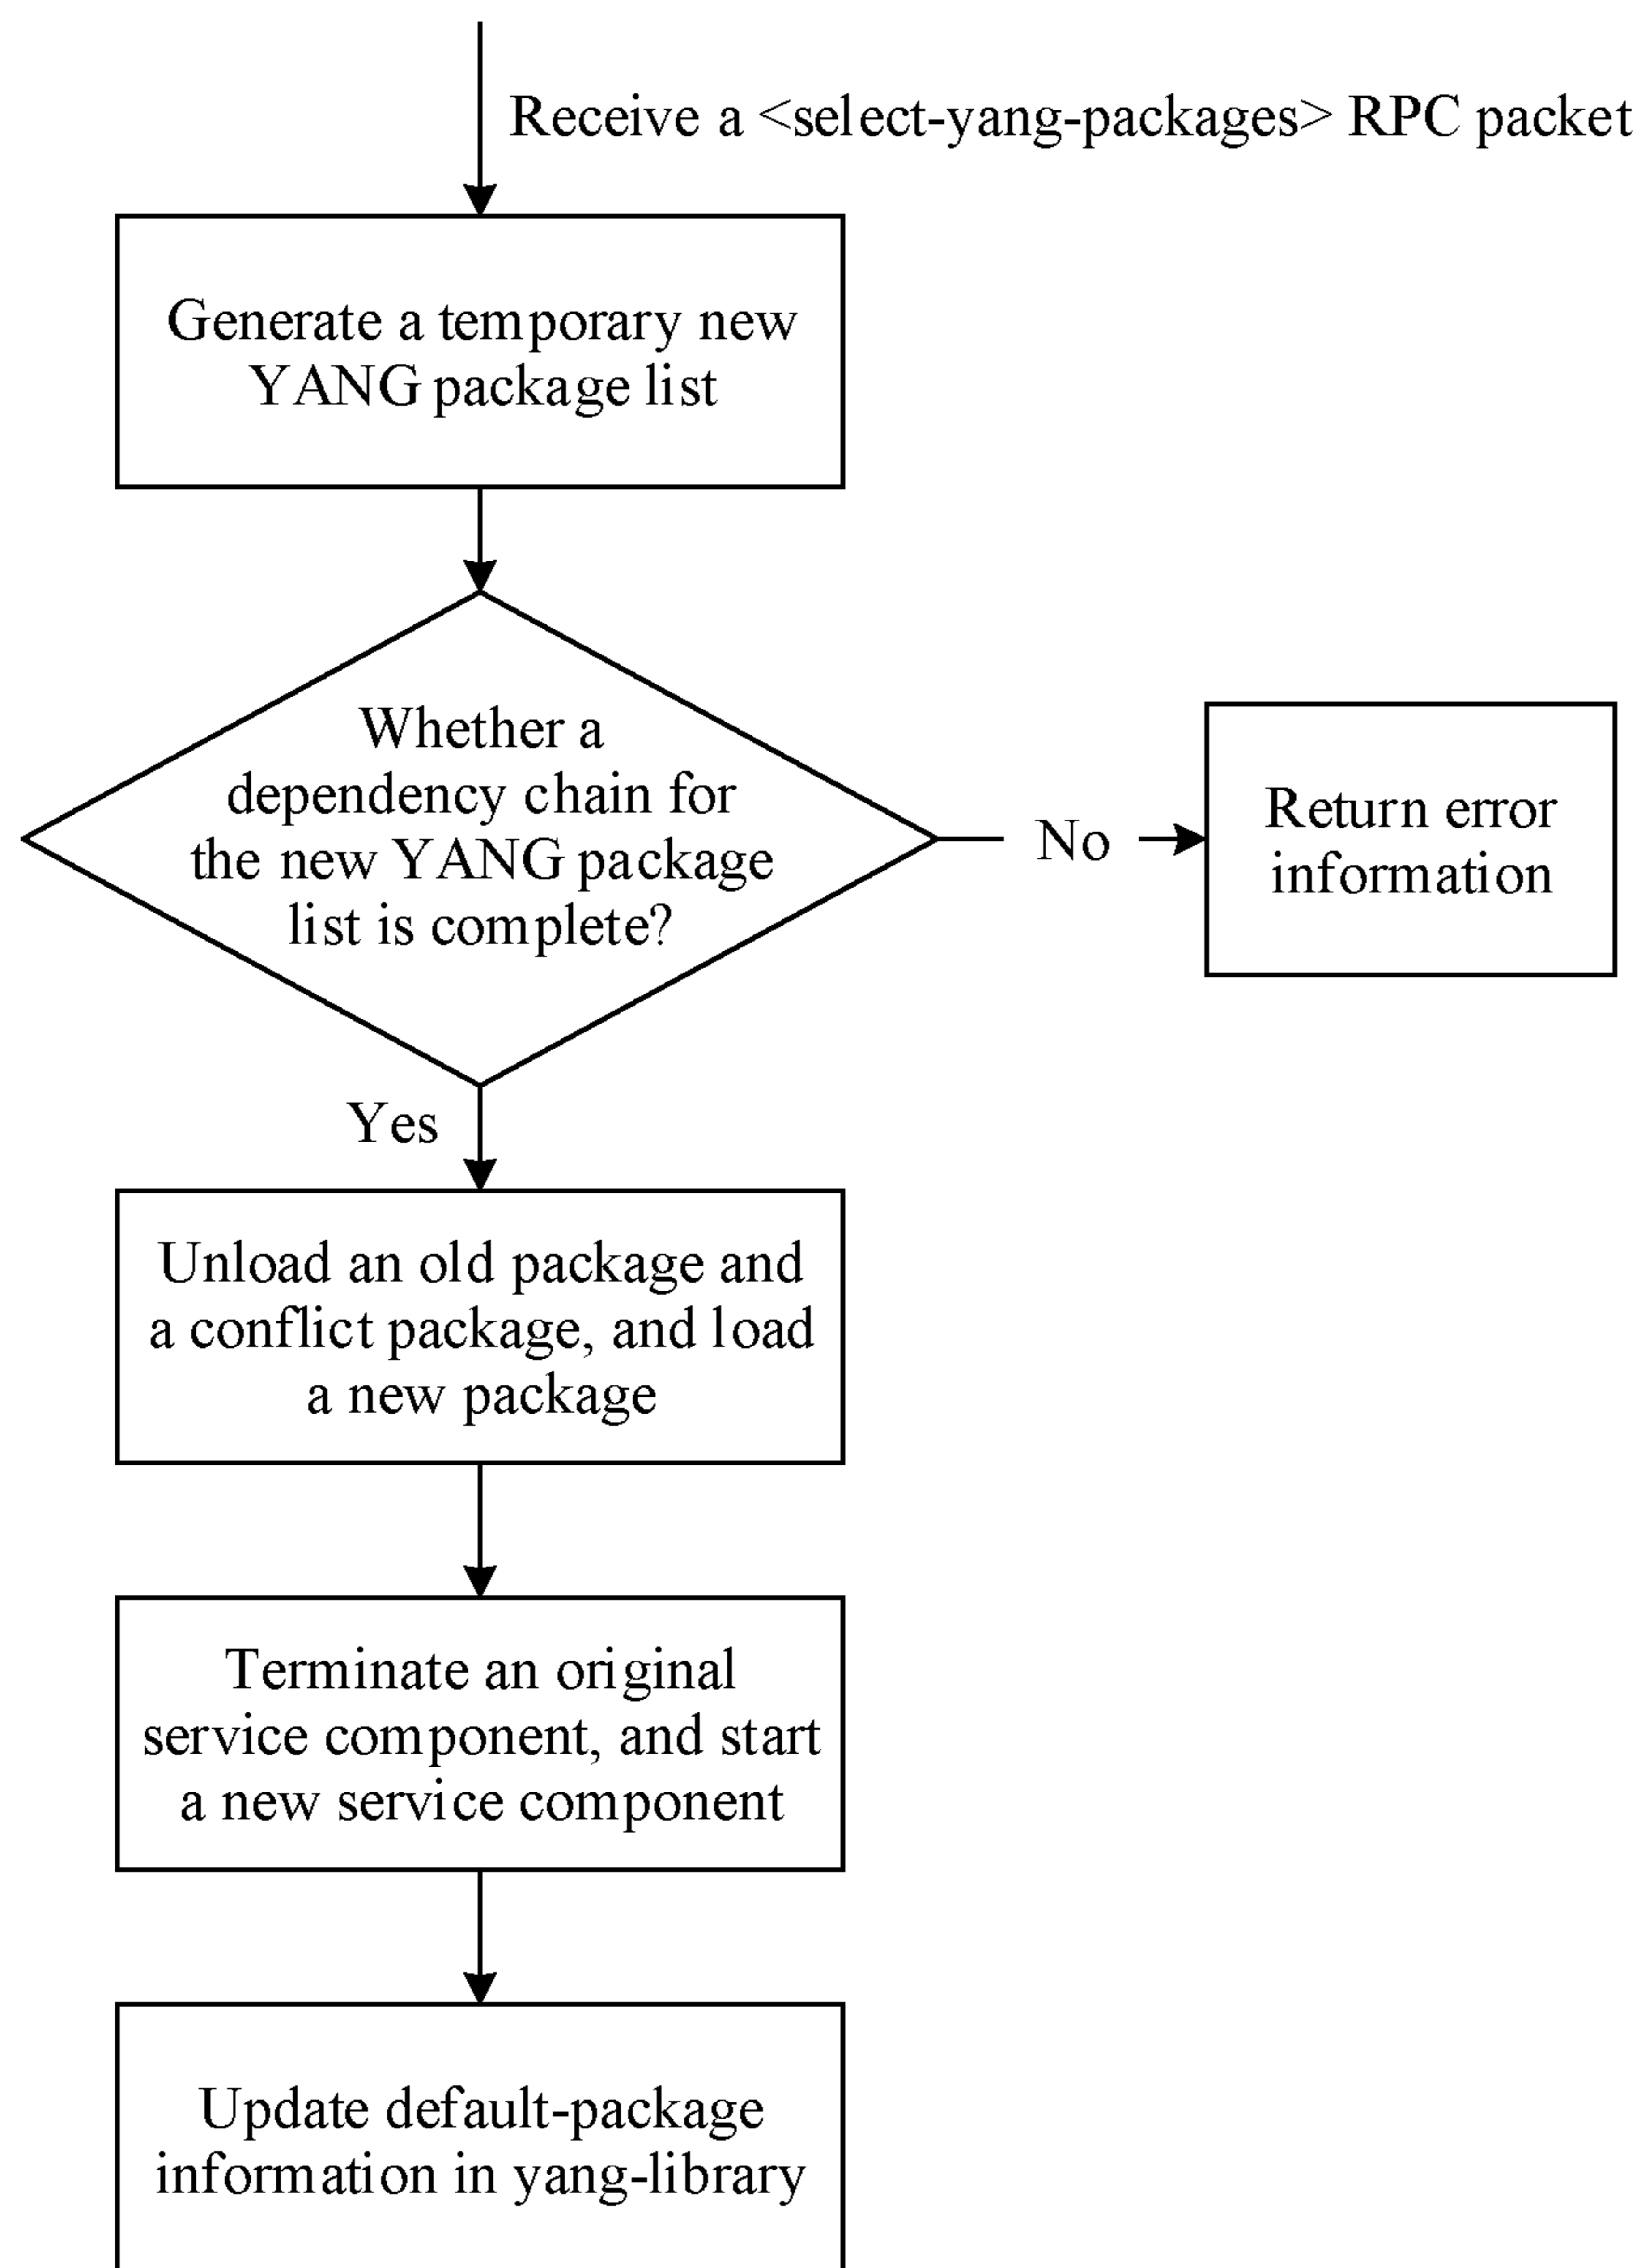 Receive a <select-yang-packages> RPC packet
Generate a temporary new
YANG package list
Whether a
dependency chain for
the new YANG package
list is complete?
No
Return error
information
Yes
Unload an old package and
a conflict package, and load
a new package
Terminate an original
service component, and start
a new service component
Update default-package
information in yang-library